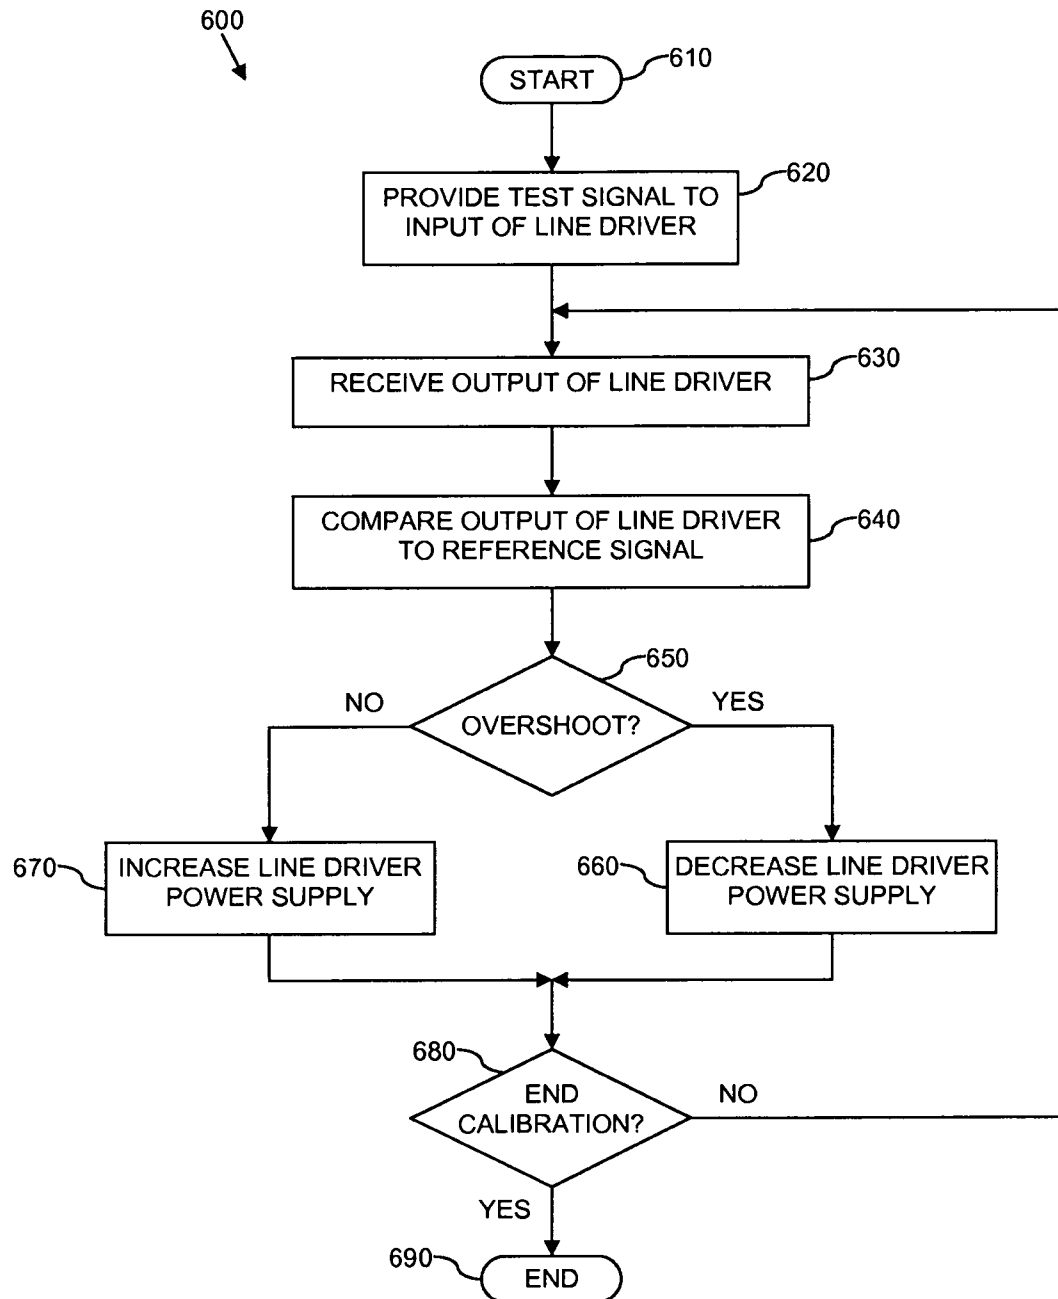 600
START
610
PROVIDE TEST SIGNAL TO
INPUT OF LINE DRIVER
620
RECEIVE OUTPUT OF LINE DRIVER
630
COMPARE OUTPUT OF LINE DRIVER
TO REFERENCE SIGNAL
640
650
NO
OVERSHOOT?
YES
670
INCREASE LINE DRIVER
POWER SUPPLY
660
DECREASE LINE DRIVER
POWER SUPPLY
680
END
CALIBRATION?
NO
YES
690
END